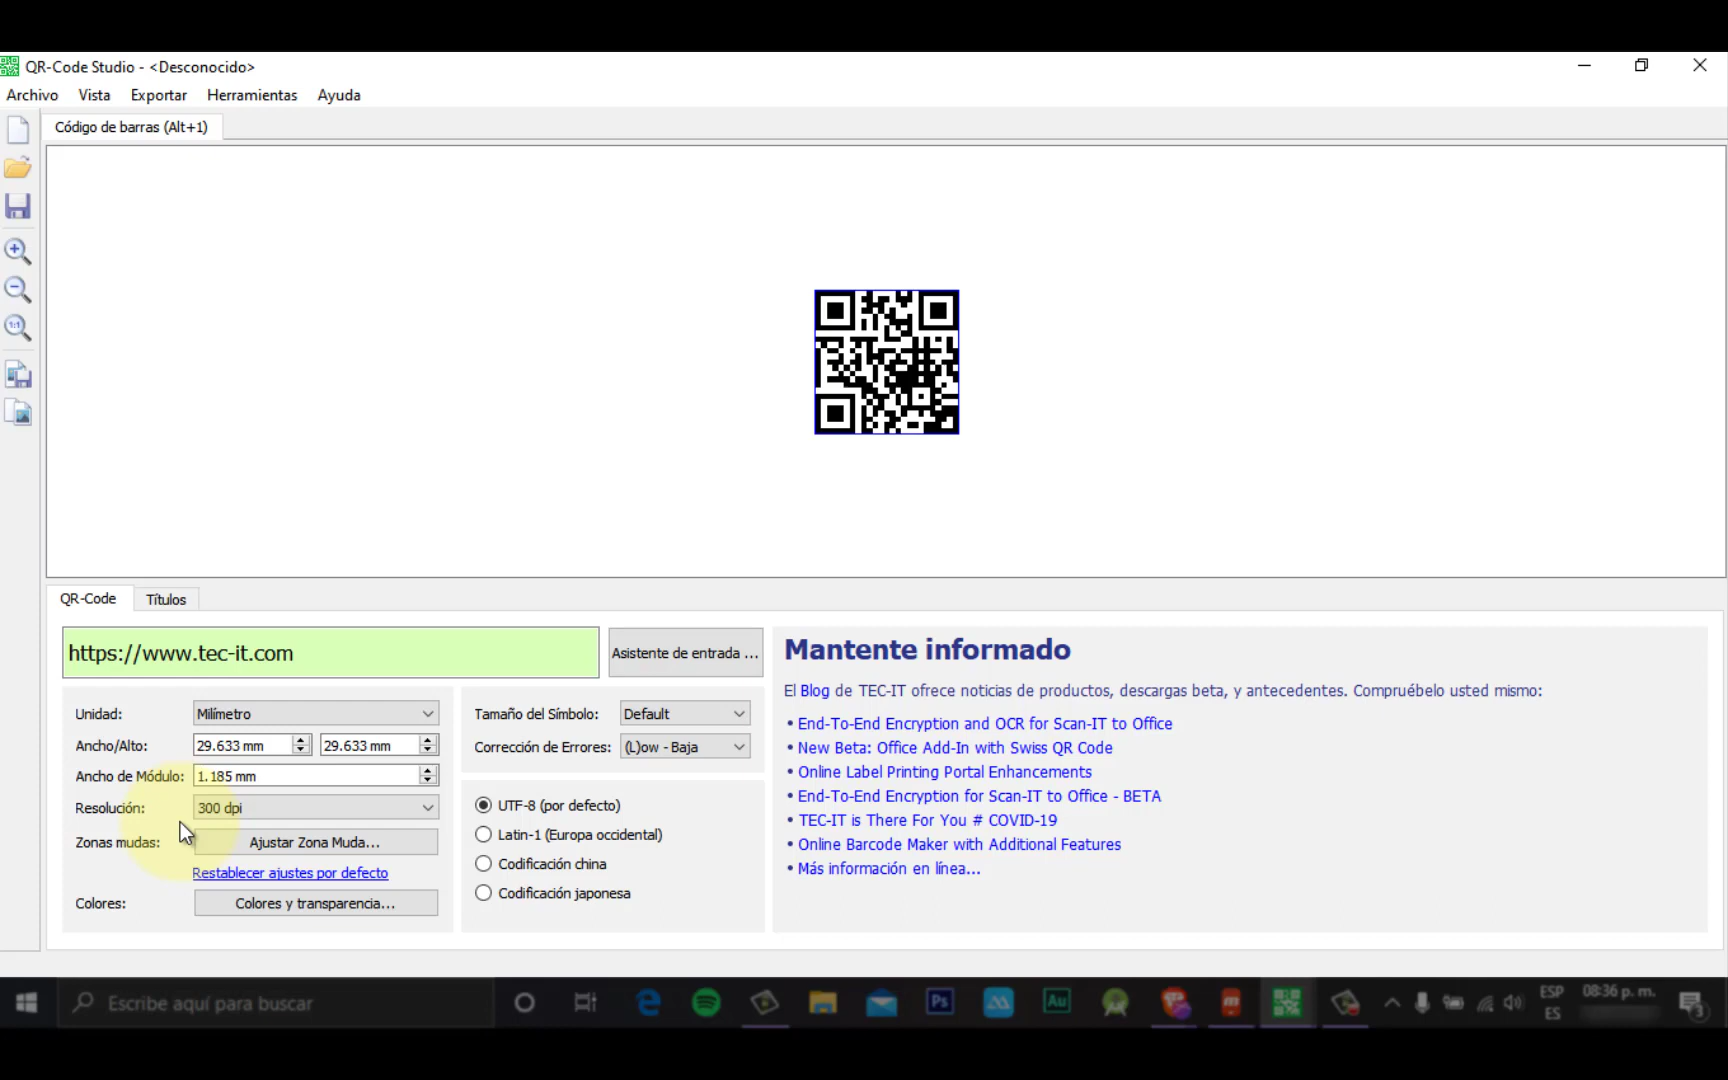 QR-Code Studio - <Desconocido>
Archivo Vista Exportar Herramientas Ayuda
Código de barras (Alt+1)
1:1
QR-Code Títulos
https://www.tec-it.com
Asistente de entrada ...
Unidad: Milímetro
Ancho/Alto: 29.633 mm 29.633 mm
Ancho de Módulo: 1.185 mm
Resolución: 300 dpi
Zonas mudas: Ajustar Zona Muda...
Restablecer ajustes por defecto
Colores: Colores y transparencia...
Tamaño del Símbolo: Default
Corrección de Errores: (L)ow - Baja
UTF-8 (por defecto)
Latin-1 (Europa occidental)
Codificación china
Codificación japonesa
Mantente informado
El Blog de TEC-IT ofrece noticias de productos, descargas beta, y antecedentes. Compruébelo usted mismo:
• End-To-End Encryption and OCR for Scan-IT to Office
• New Beta: Office Add-In with Swiss QR Code
• Online Label Printing Portal Enhancements
• End-To-End Encryption for Scan-IT to Office - BETA
• TEC-IT is There For You # COVID-19
• Online Barcode Maker with Additional Features
• Más información en línea...
Escribe aquí para buscar
Ps
Au
ESP
ES
08:36 p. m.
3